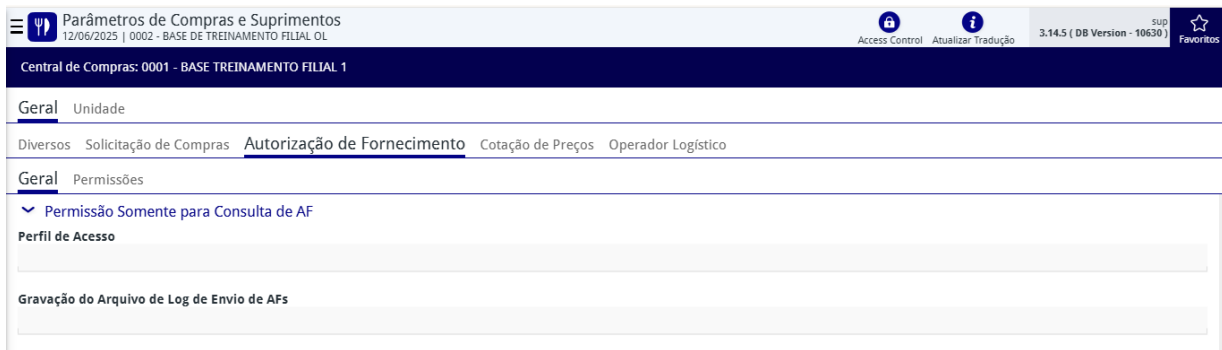 Parâmetros de Compras e Suprimentos
12/06/2025 | 0002 - BASE DE TREINAMENTO FILIAL OL
Access Control
Atualizar Tradução
sup
3.14.5 ( DB Version - 10630 )
Favoritos
Central de Compras: 0001 - BASE TREINAMENTO FILIAL 1
Geral Unidade
Diversos Solicitação de Compras Autorização de Fornecimento Cotação de Preços Operador Logístico
Geral Permissões
Permissão Somente para Consulta de AF
Perfil de Acesso
Gravação do Arquivo de Log de Envio de AFs